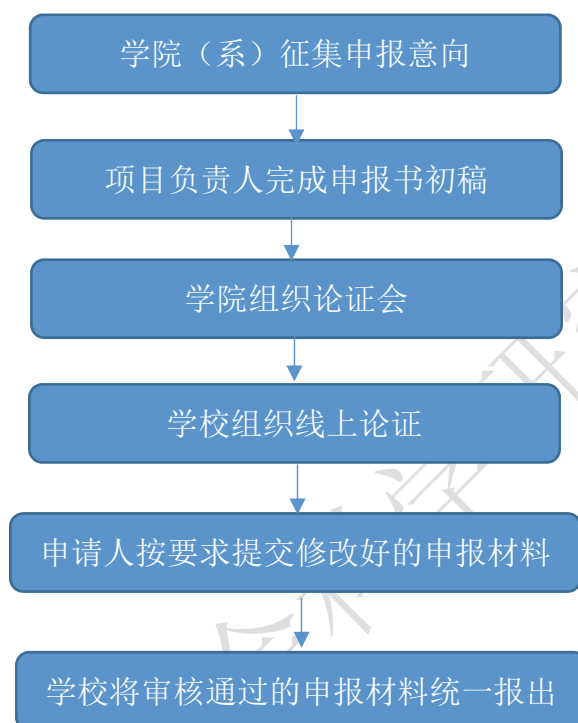 学院（系）征集申报意向
项目负责人完成申报书初稿
学院组织论证会
学校组织线上论证
申请人按要求提交修改好的申报材料
学校将审核通过的申报材料统一报出